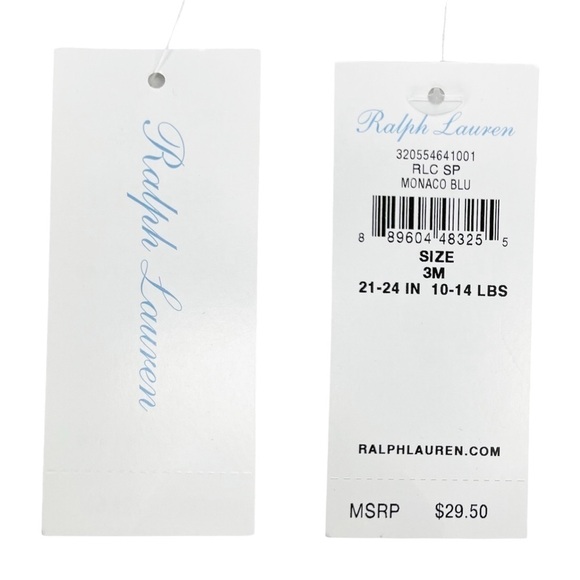 Ralph Lauren
Ralph Lauren
320554641001
RLC SP
MONACO BLU
8 89604 48325 5
SIZE
3M
21-24 IN 10-14 LBS
RALPHLAUREN.COM
MSRP $29.50